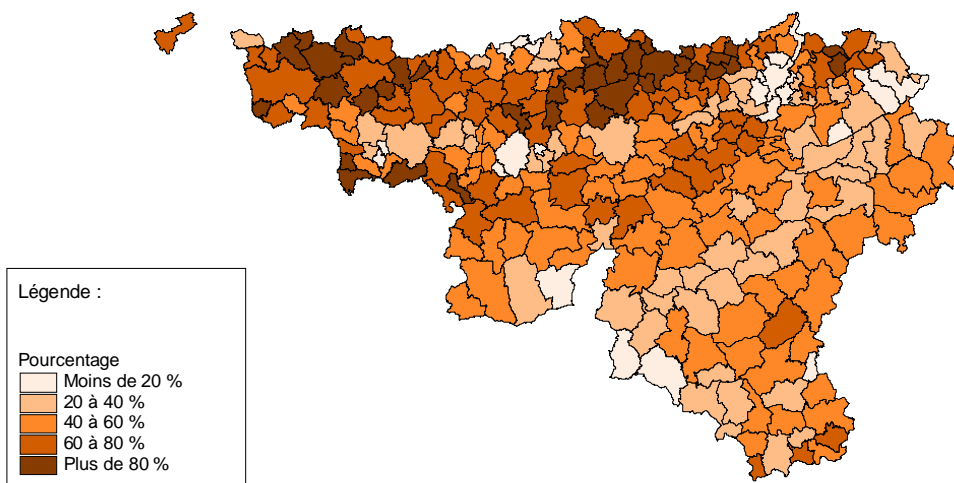 Légende :
Pourcentage
Moins de 20 %
20 à 40 %
40 à 60 %
60 à 80 %
Plus de 80 %